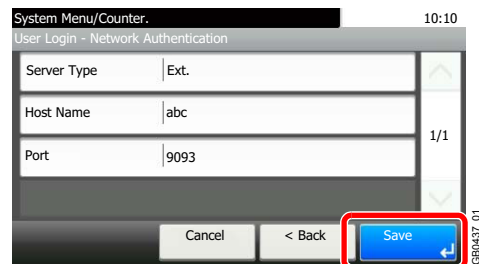 System Menu/Counter.
10:10
User Login - Network Authentication
Server Type Ext.
Host Name abc
1/1
Port 9093
Cancel < Back Save
GB0437_01